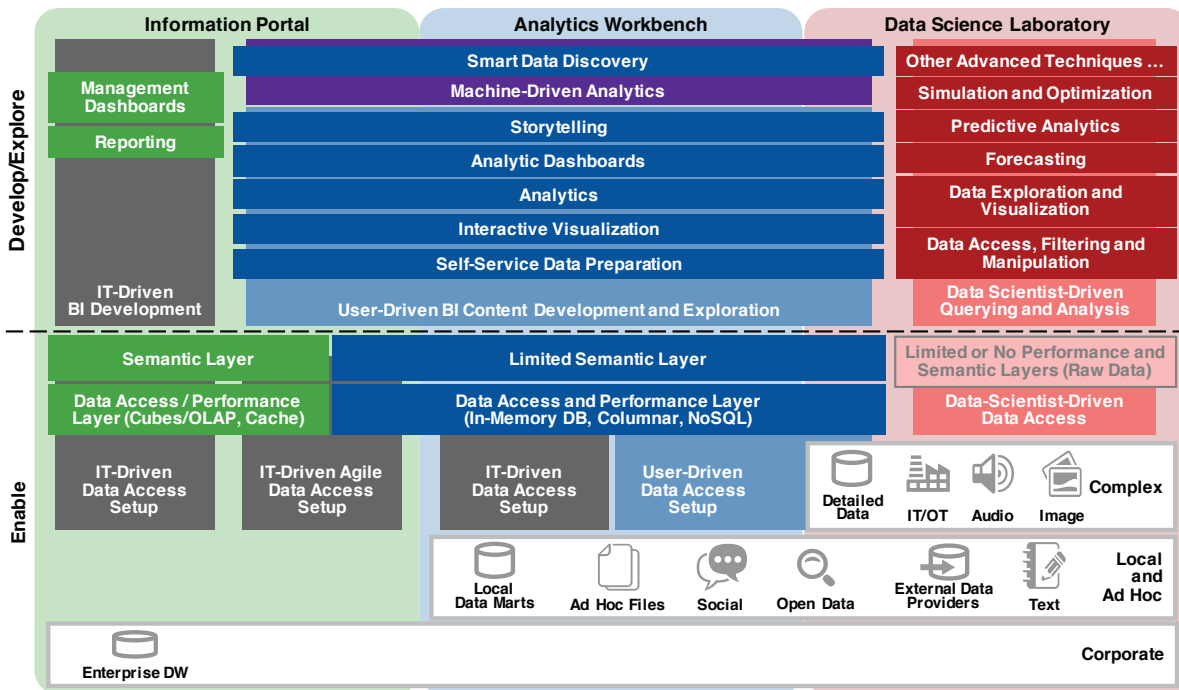 Information Portal
Analytics Workbench
Data Science Laboratory
Develop/Explore
Management
Dashboards
Reporting
IT-Driven
BI Development
Smart Data Discovery
Machine-Driven Analytics
Storytelling
Analytic Dashboards
Analytics
Interactive Visualization
Self-Service Data Preparation
User-Driven BI Content Development and Exploration
Other Advanced Techniques …
Simulation and Optimization
Predictive Analytics
Forecasting
Data Exploration and
Visualization
Data Access, Filtering and
Manipulation
Data Scientist-Driven
Querying and Analysis
Enable
Semantic Layer
Limited Semantic Layer
Limited or No Performance and
Semantic Layers (Raw Data)
Data Access / Performance
Layer (Cubes/OLAP, Cache)
Data Access and Performance Layer
(In-Memory DB, Columnar, NoSQL)
Data-Scientist-Driven
Data Access
IT-Driven
Data Access
Setup
IT-Driven Agile
Data Access
Setup
IT-Driven
Data Access
Setup
User-Driven
Data Access
Setup
Detailed
Data
IT/OT
Audio
Image
Complex
Local
Data Marts
Ad Hoc Files
Social
Open Data
External Data
Providers
Text
Local
and
Ad Hoc
Enterprise DW
Corporate